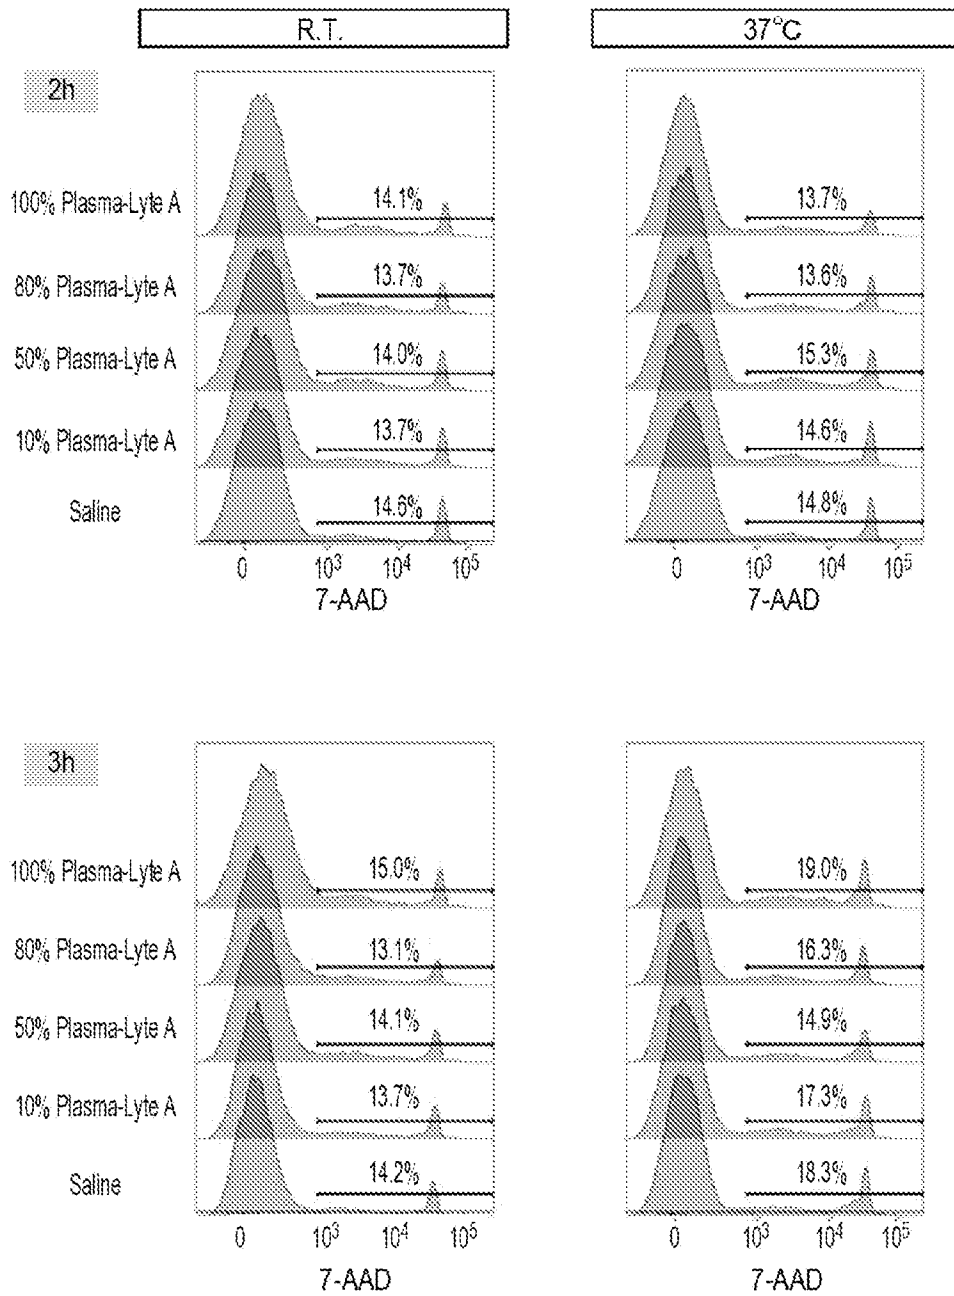 R.T.
37°C
2h
100% Plasma-Lyte A 14.1% 13.7%
80% Plasma-Lyte A 13.7% 13.6%
50% Plasma-Lyte A 14.0% 15.3%
10% Plasma-Lyte A 13.7% 14.6%
Saline 14.6% 14.8%
0 10³ 10⁴ 10⁵ 0 10³ 10⁴ 10⁵
7-AAD 7-AAD
3h
100% Plasma-Lyte A 15.0% 19.0%
80% Plasma-Lyte A 13.1% 16.3%
50% Plasma-Lyte A 14.1% 14.9%
10% Plasma-Lyte A 13.7% 17.3%
Saline 14.2% 18.3%
0 10³ 10⁴ 10⁵ 0 10³ 10⁴ 10⁵
7-AAD 7-AAD